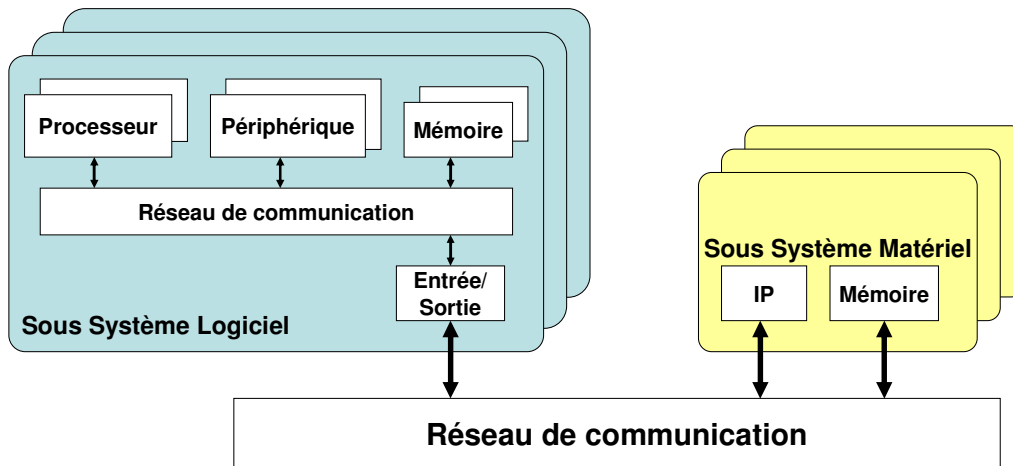 Processeur
Périphérique
Mémoire
Réseau de communication
Entrée/
Sortie
Sous Système Logiciel
Sous Système Matériel
IP
Mémoire
Réseau de communication